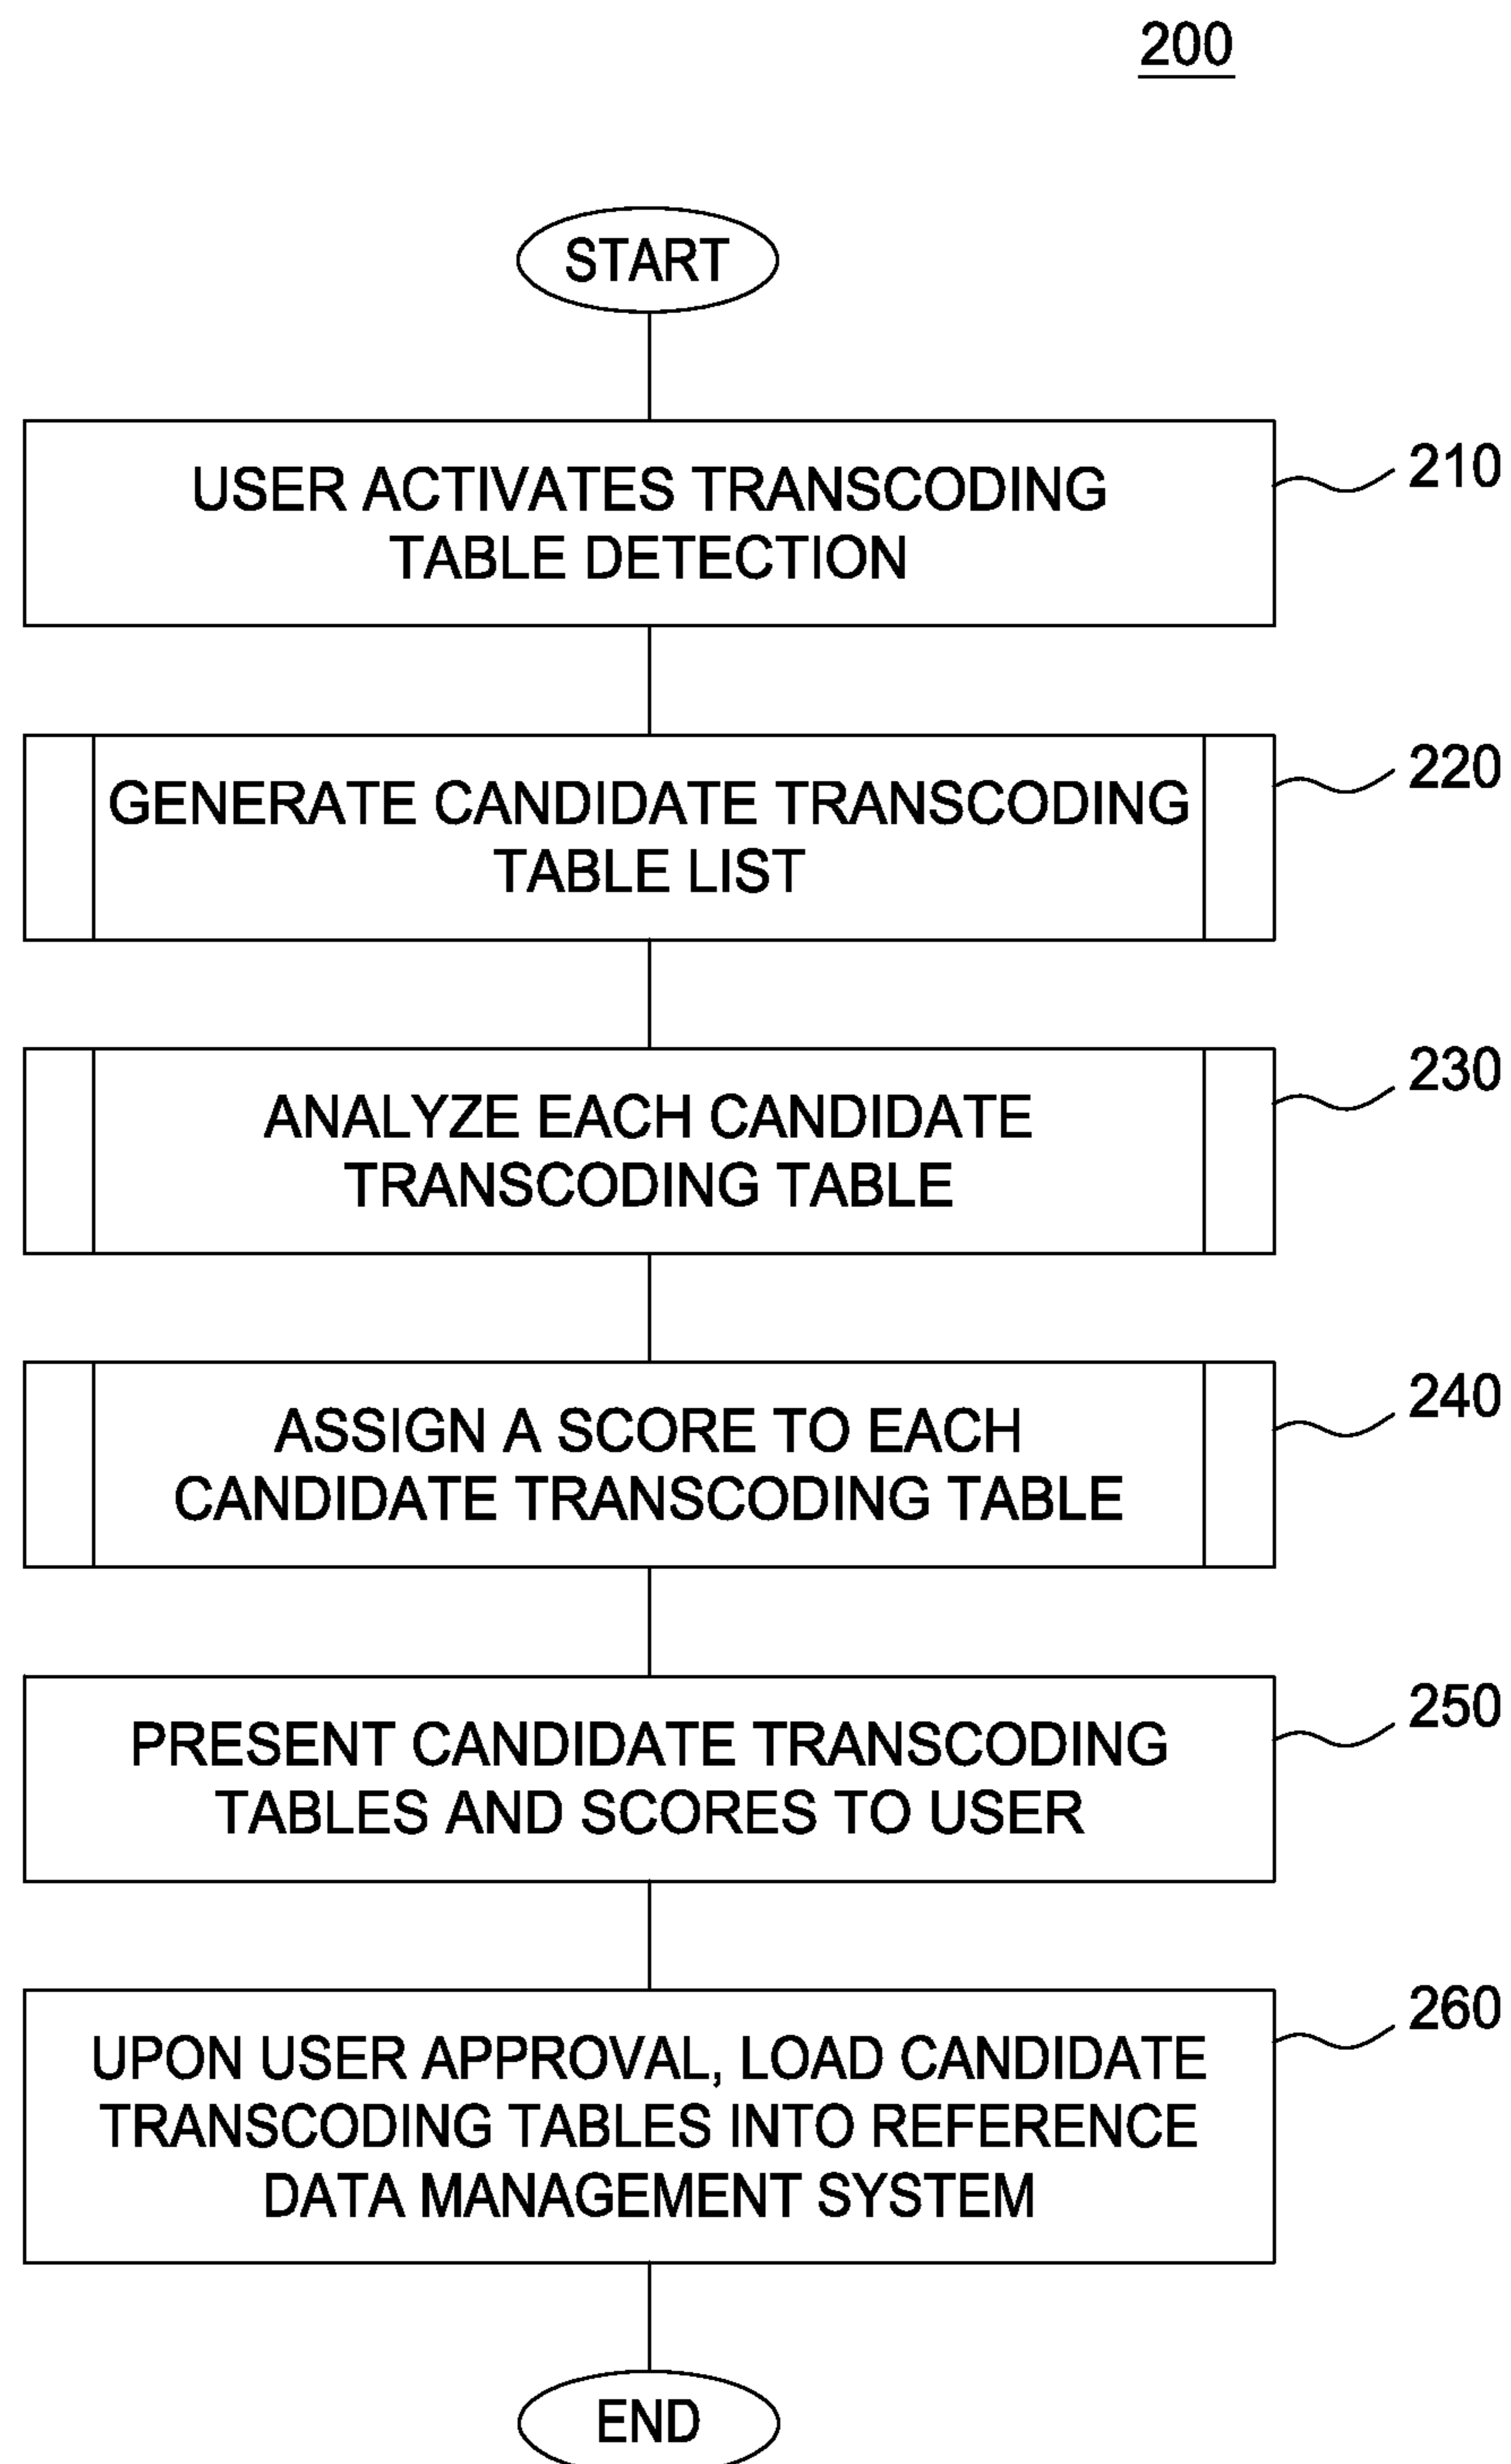 200
START
USER ACTIVATES TRANSCODING
TABLE DETECTION
210
GENERATE CANDIDATE TRANSCODING
TABLE LIST
220
ANALYZE EACH CANDIDATE
TRANSCODING TABLE
230
ASSIGN A SCORE TO EACH
CANDIDATE TRANSCODING TABLE
240
PRESENT CANDIDATE TRANSCODING
TABLES AND SCORES TO USER
250
UPON USER APPROVAL, LOAD CANDIDATE
TRANSCODING TABLES INTO REFERENCE
DATA MANAGEMENT SYSTEM
260
END